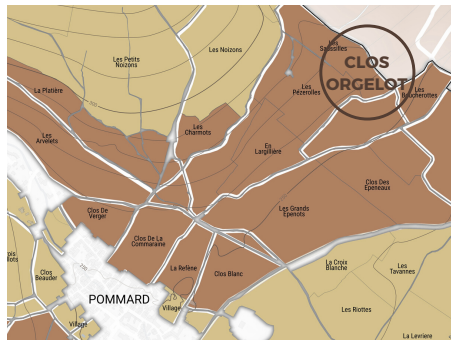 Les Petits
Noizons
Les Noizons
Les
Saussilles
CLOS
ORGELOT
La Platière
Les
Pézerolles
Les
Boucherottes
Les
Charmots
Les
Arvelets
En
Largillière
Clos Des
Epeneaux
Clos De
Verger
Les Grands
Epenots
Clos De La
Commaraine
La Refène
Clos Blanc
La Croix
Blanche
Les
Tavannes
Clos
Beauder
POMMARD
Village
Les Riottes
Village
La Levriere